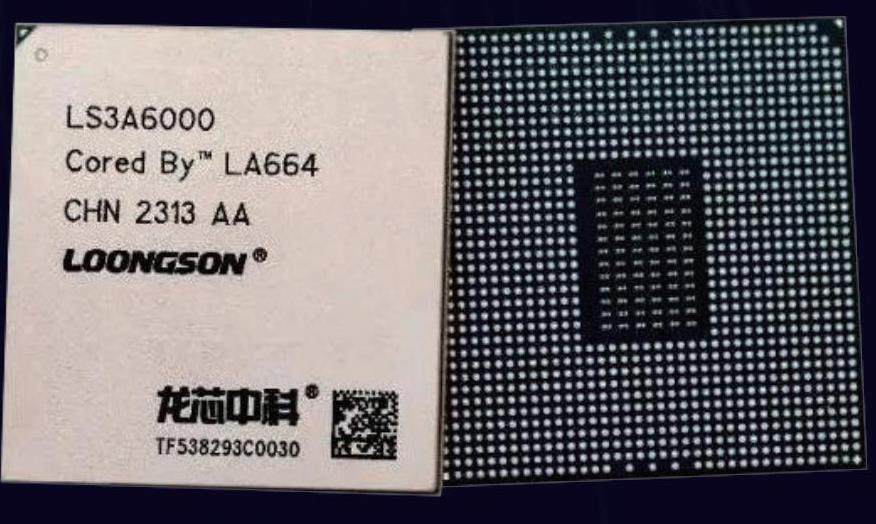 LS3A6000
Cored By™ LA664
CHN 2313 AA
LOONGSON®
龙芯中科®
TF538293C0030